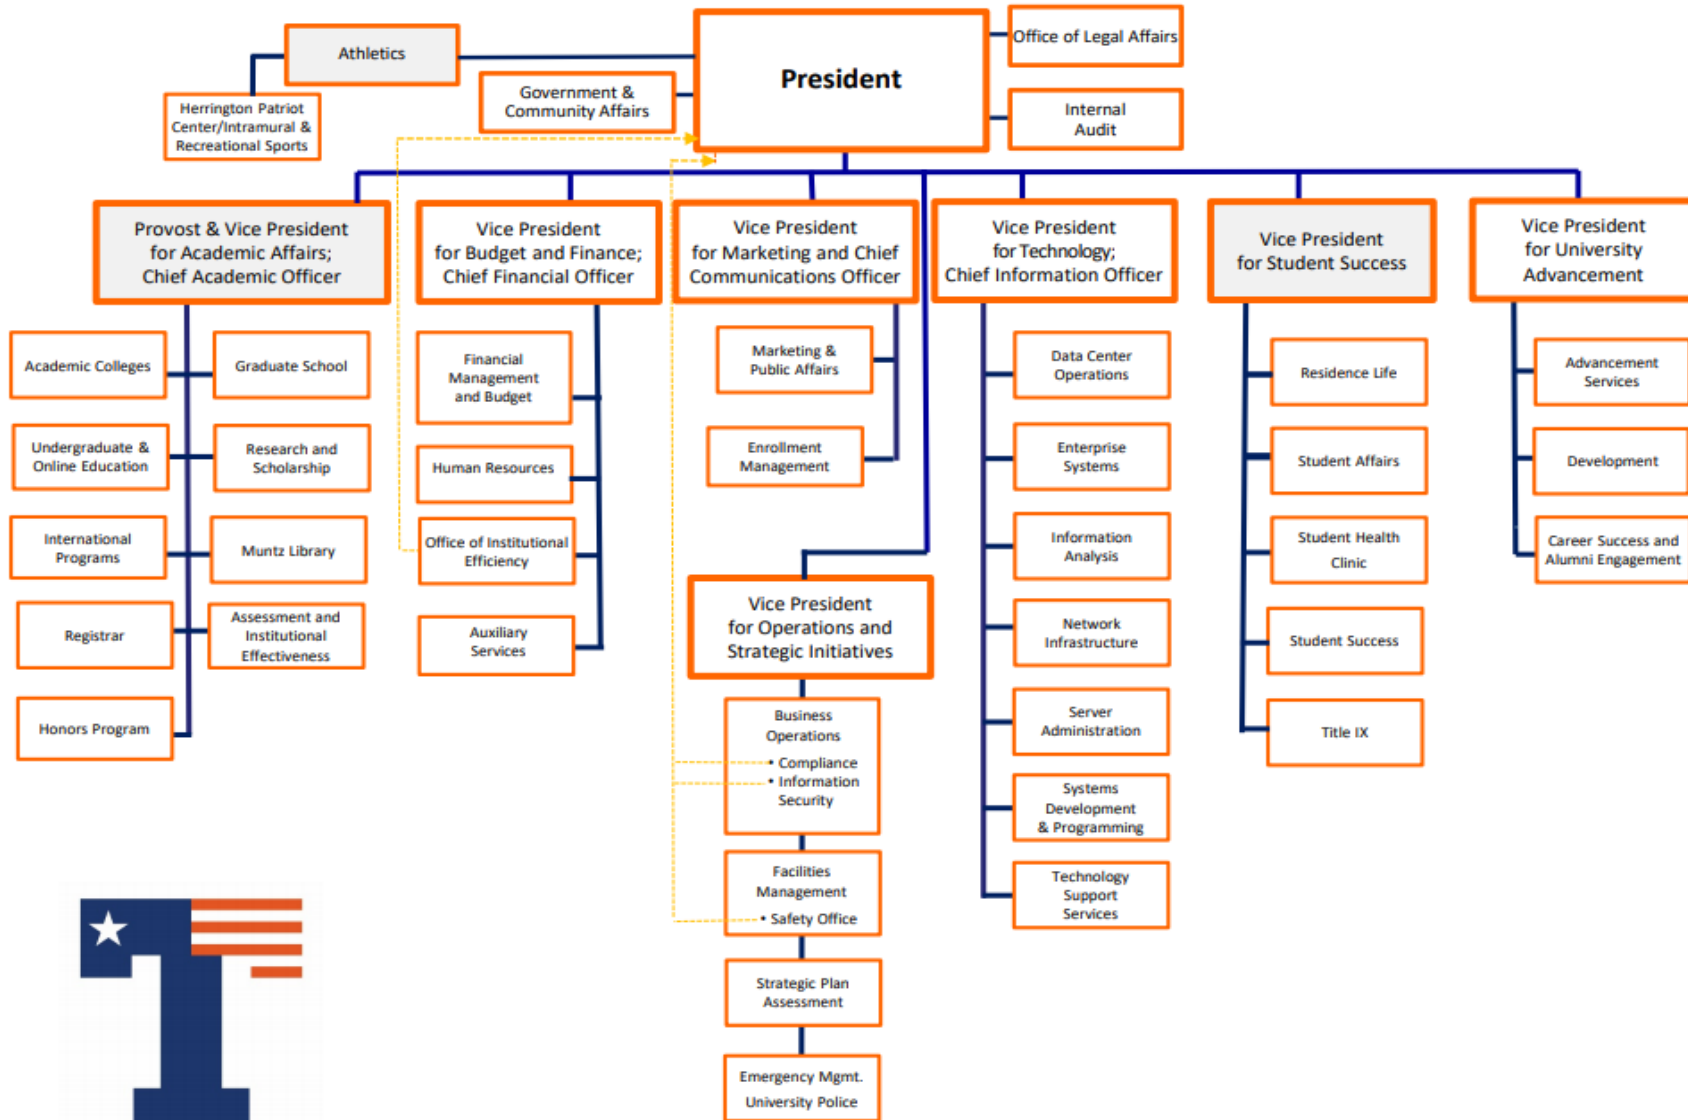 Athletics
Herrington Patriot
Center/Intramural &
Recreational Sports
Government &
Community Affairs
President
Office of Legal Affairs
Internal
Audit
Provost & Vice President
for Academic Affairs;
Chief Academic Officer
Academic Colleges
Graduate School
Undergraduate &
Online Education
Research and
Scholarship
International
Programs
Muntz Library
Registrar
Assessment and
Institutional
Effectiveness
Honors Program
Vice President
for Budget and Finance;
Chief Financial Officer
Financial
Management
and Budget
Human Resources
Office of Institutional
Efficiency
Auxiliary
Services
Vice President
for Marketing and Chief
Communications Officer
Marketing &
Public Affairs
Enrollment
Management
Vice President
for Operations and
Strategic Initiatives
Business
Operations
• Compliance
• Information
Security
Facilities
Management
• Safety Office
Strategic Plan
Assessment
Emergency Mgmt.
University Police
Vice President
for Technology;
Chief Information Officer
Data Center
Operations
Enterprise
Systems
Information
Analysis
Network
Infrastructure
Server
Administration
Systems
Development
& Programming
Technology
Support
Services
Vice President
for Student Success
Residence Life
Student Affairs
Student Health
Clinic
Student Success
Title IX
Vice President
for University
Advancement
Advancement
Services
Development
Career Success and
Alumni Engagement
T